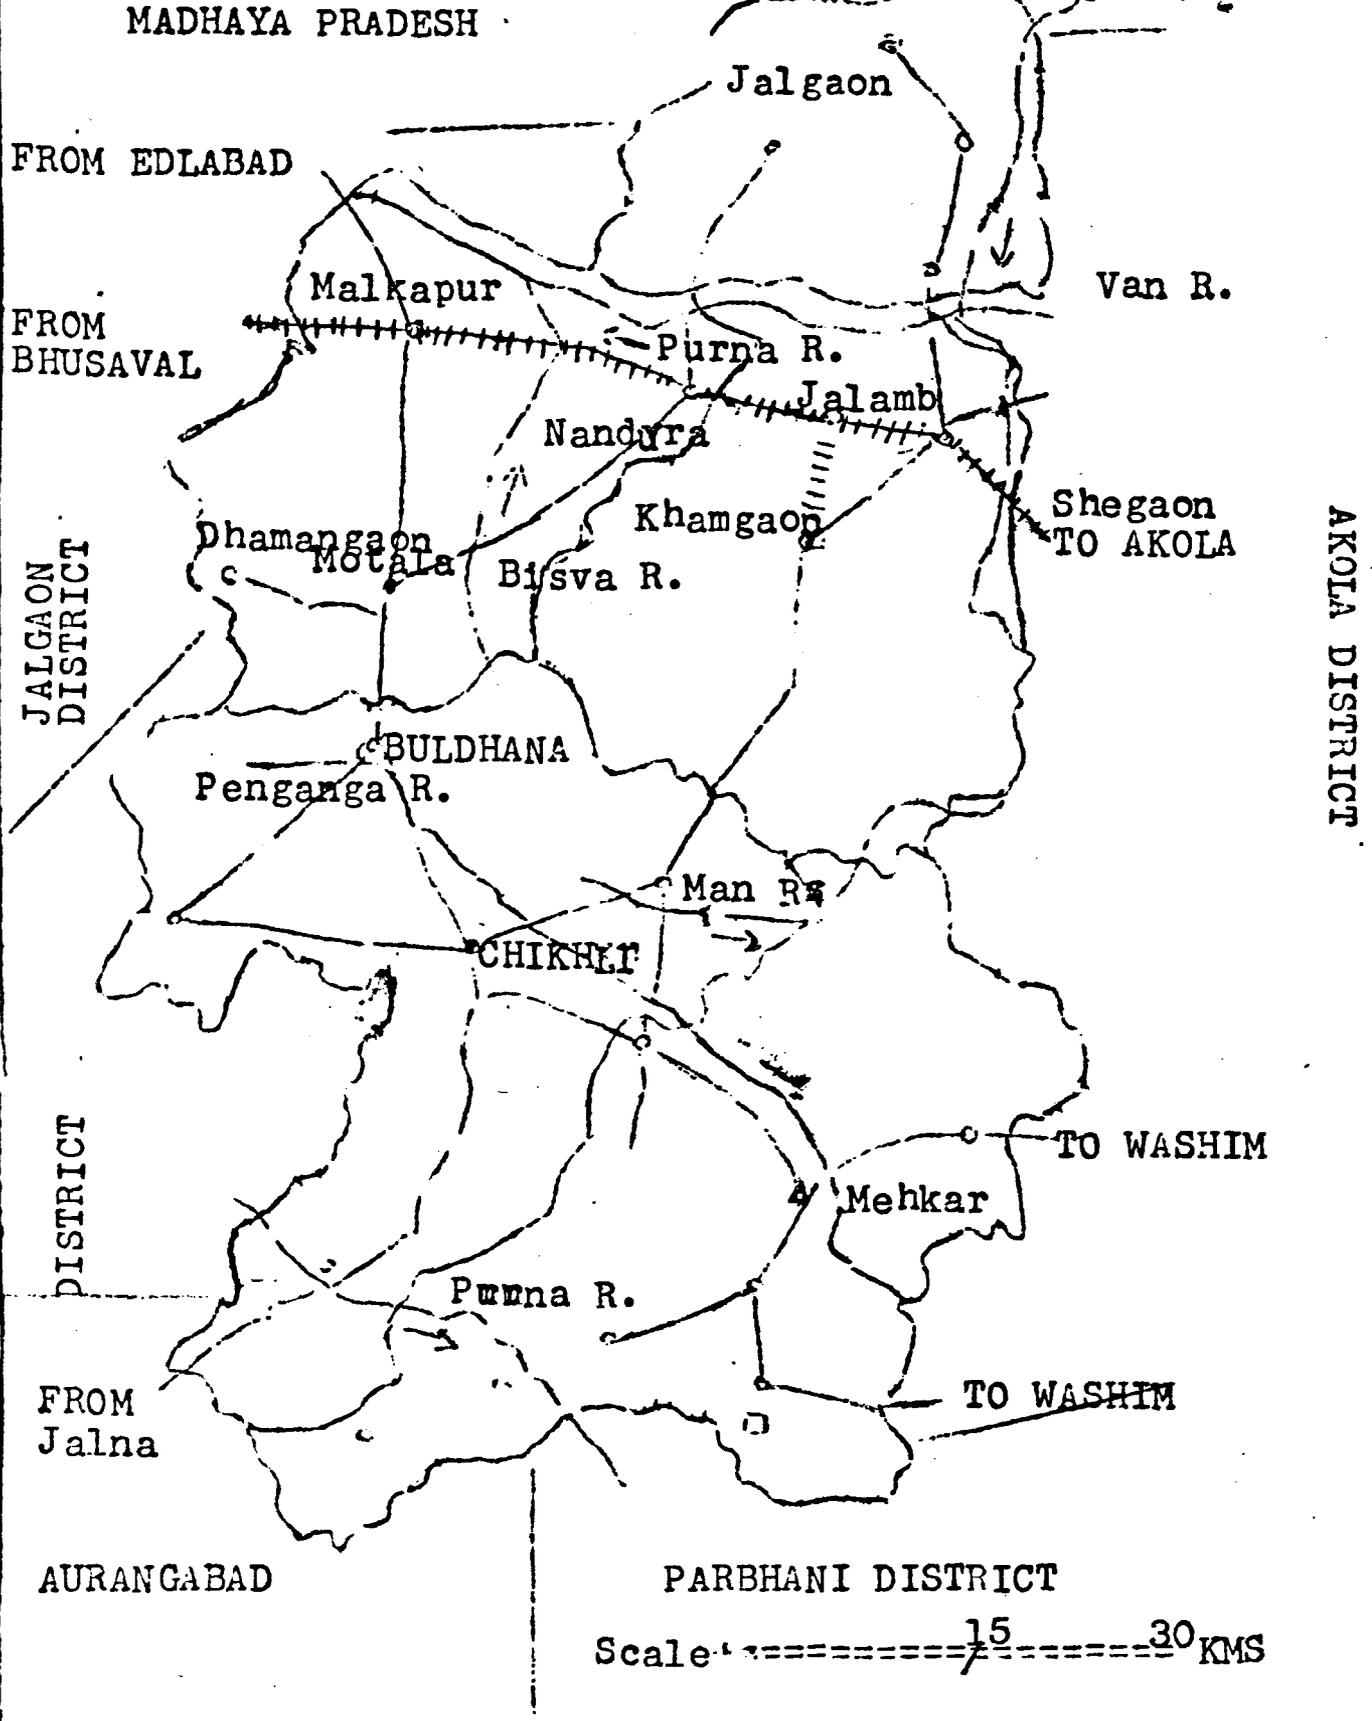 MADHAYA PRADESH
Jalgaon
FROM EDLABAD
Malkapur
Van R.
FROM
BHUSAVAL
Purna R.
Jalamb
Nandura
Khamgaon
Shegaon
TO AKOLA
Dhamangaon
Motala
Bisva R.
JALGAON
DISTRICT
AKOLA DISTRICT
BULDHANA
Penganga R.
Man R.
CHIKHLI
DISTRICT
TO WASHIM
Mehkar
Purna R.
FROM
Jalna
TO WASHIM
AURANGABAD
PARBHANI DISTRICT
Scale 15 30 KMS